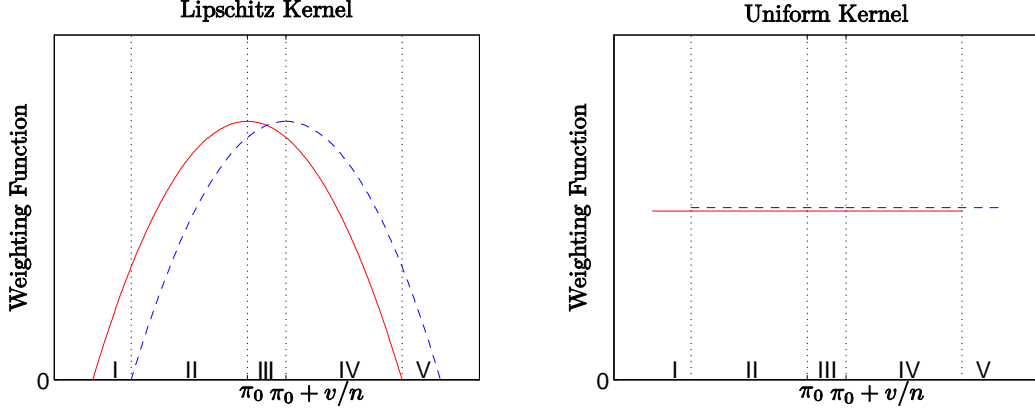 Lipschitz Kernel
Weighting Function
0
I II III IV V
π₀ π₀ + v/n
Uniform Kernel
Weighting Function
0
I II III IV V
π₀ π₀ + v/n